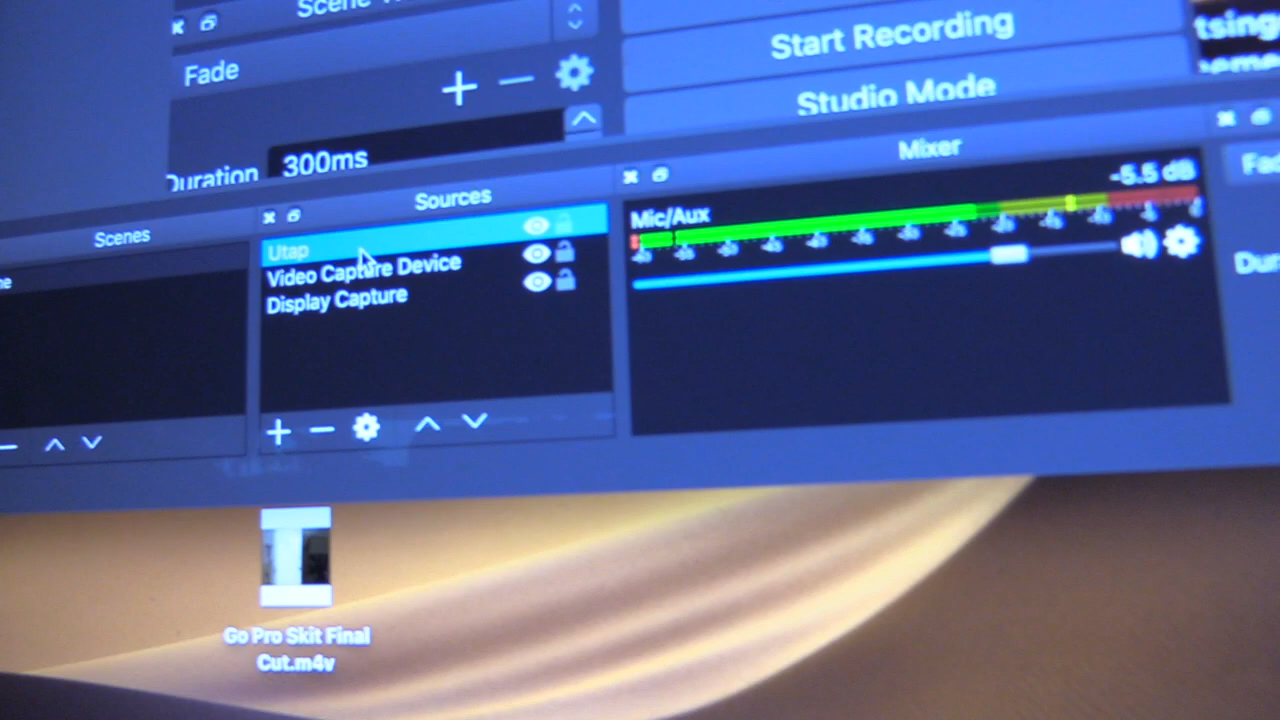 Start Recording
Fade
Studio Mode
300ms
Mixer
Sources
Scenes
-5.5 dB
Mic/Aux
Utap
Video Capture Device
Display Capture
Go Pro Skit Final
Cut.m4v